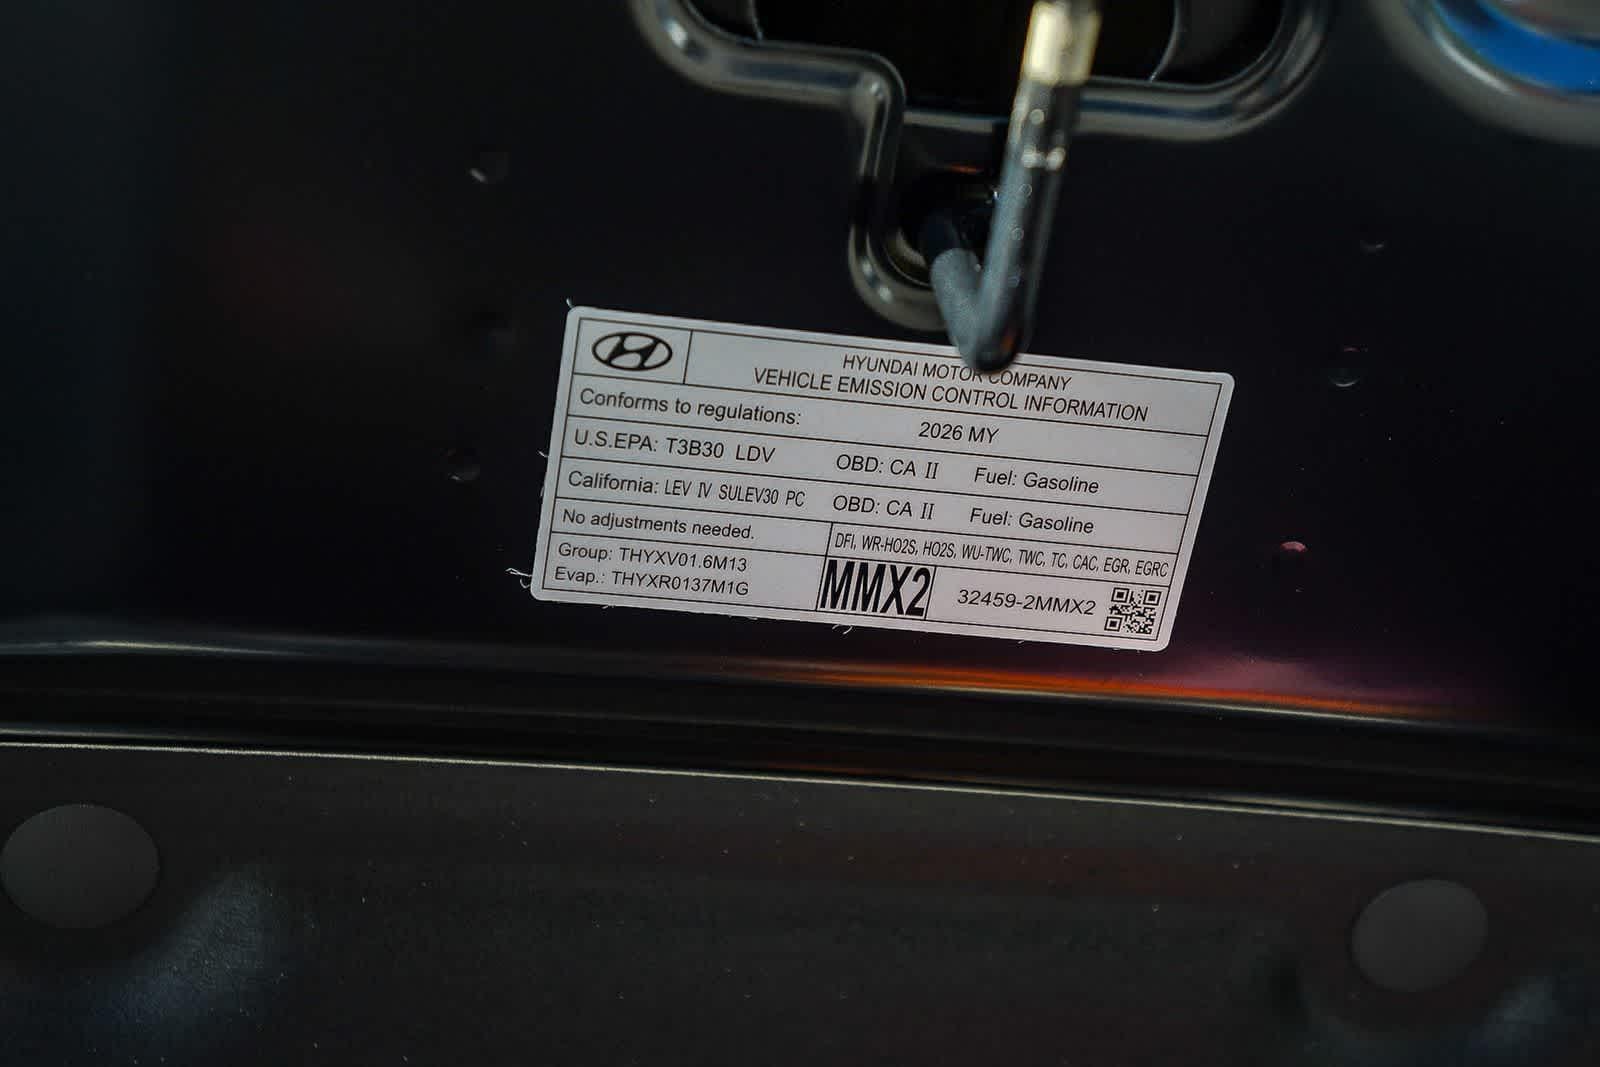 HYUNDAI MOTOR COMPANY
VEHICLE EMISSION CONTROL INFORMATION
Conforms to regulations: 2026 MY
U.S.EPA: T3B30 LDV OBD: CA II Fuel: Gasoline
California: LEV IV SULEV30 PC OBD: CA II Fuel: Gasoline
No adjustments needed.
DFI, WR-HO2S, HO2S, WU-TWC, TWC, TC, CAC, EGR, EGRC
Group: THYXV01.6M13
Evap.: THYXR0137M1G
MMX2 32459-2MMX2